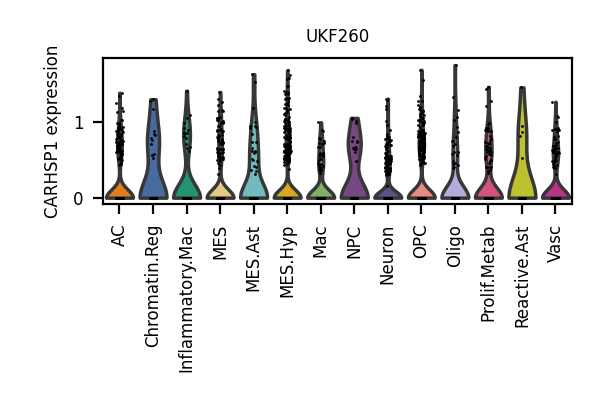 UKF260
CARHSP1 expression
1
0
AC
Chromatin.Reg
Inflammatory.Mac
MES
MES.Ast
MES.Hyp
Mac
NPC
Neuron
OPC
Oligo
Prolif.Metab
Reactive.Ast
Vasc